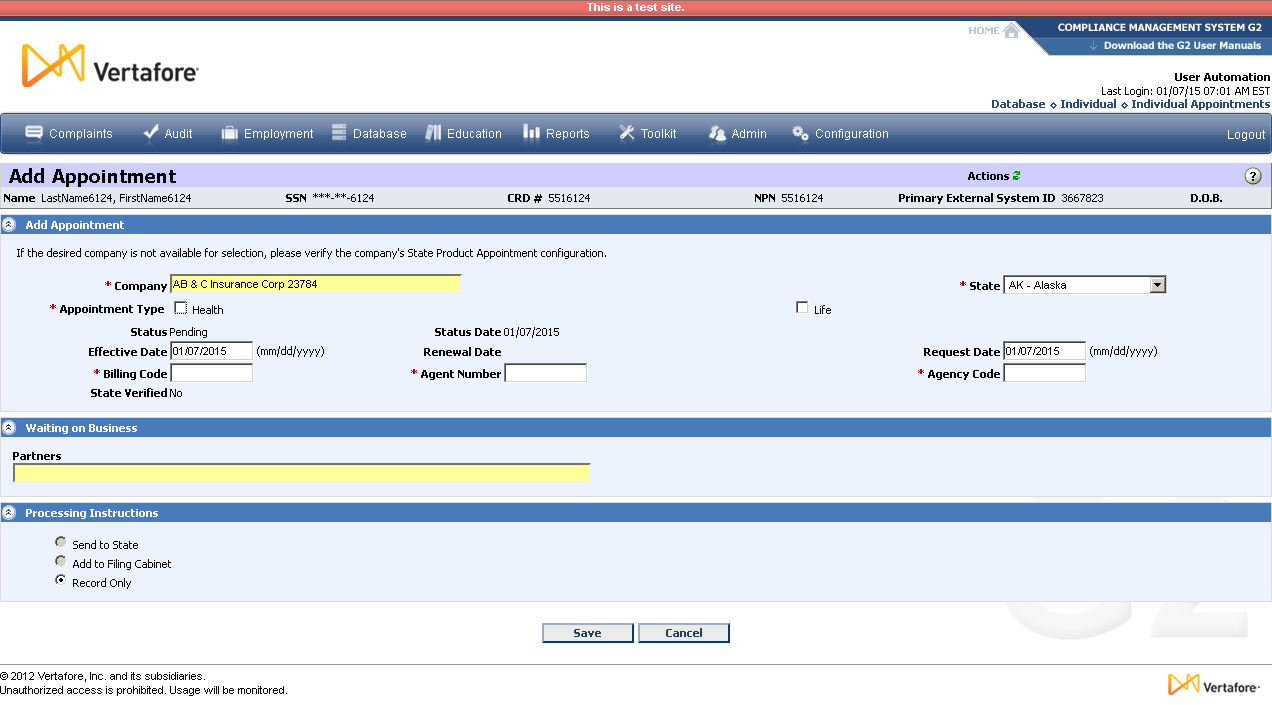 This is a test site.
HOME
COMPLIANCE MANAGEMENT SYSTEM G2
Download the G2 User Manuals
Vertafore
User Automation
Last Login: 01/07/15 07:01 AM EST
Database ⬥ Individual ⬥ Individual Appointments
Complaints Audit Employment Database Education Reports Toolkit Admin Configuration Logout
Add Appointment Actions ?
Name LastName6124, FirstName6124 SSN ***-**-6124 CRD # 5516124 NPN 5516124 Primary External System ID 3667823 D.O.B.
Add Appointment
If the desired company is not available for selection, please verify the company's State Product Appointment configuration.
* Company AB & C Insurance Corp 23784 * State AK - Alaska
* Appointment Type Health Life
Status Pending Status Date 01/07/2015
Effective Date 01/07/2015 (mm/dd/yyyy) Renewal Date Request Date 01/07/2015 (mm/dd/yyyy)
* Billing Code * Agent Number * Agency Code
State Verified No
Waiting on Business
Partners
Processing Instructions
Send to State
Add to Filing Cabinet
Record Only
G2
Save Cancel
© 2012 Vertafore, Inc. and its subsidiaries.
Unauthorized access is prohibited. Usage will be monitored.
Vertafore